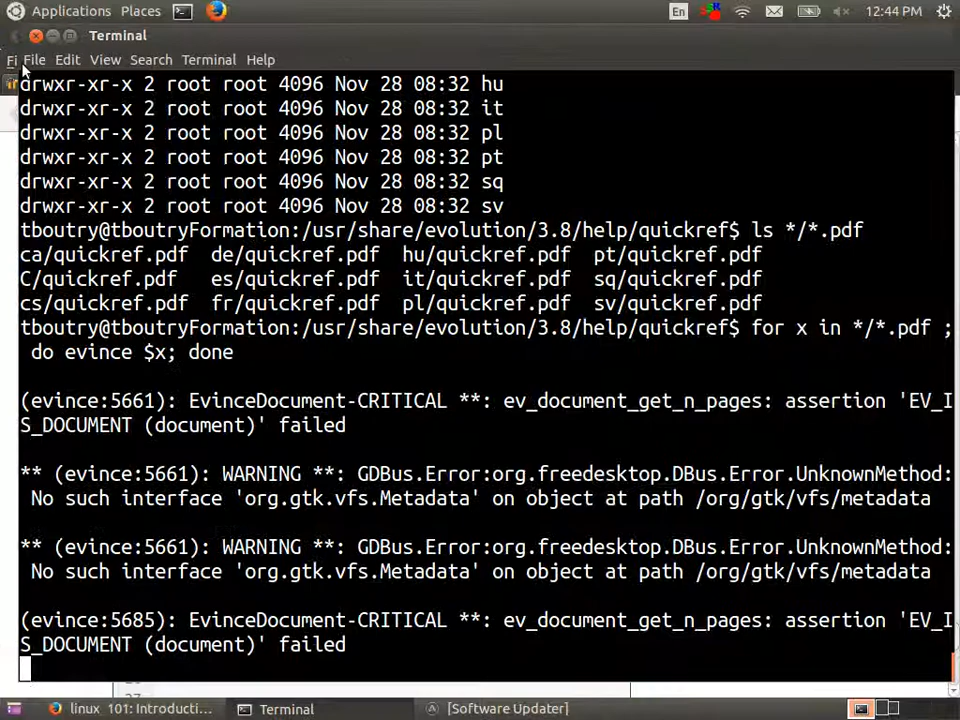 Applications Places En 12:44 PM
Terminal
Fi File Edit View Search Terminal Help
drwxr-xr-x 2 root root 4096 Nov 28 08:32 hu
drwxr-xr-x 2 root root 4096 Nov 28 08:32 it
drwxr-xr-x 2 root root 4096 Nov 28 08:32 pl
drwxr-xr-x 2 root root 4096 Nov 28 08:32 pt
drwxr-xr-x 2 root root 4096 Nov 28 08:32 sq
drwxr-xr-x 2 root root 4096 Nov 28 08:32 sv
tboutry@tboutryFormation:/usr/share/evolution/3.8/help/quickref$ ls */*.pdf
ca/quickref.pdf de/quickref.pdf hu/quickref.pdf pt/quickref.pdf
C/quickref.pdf es/quickref.pdf it/quickref.pdf sq/quickref.pdf
cs/quickref.pdf fr/quickref.pdf pl/quickref.pdf sv/quickref.pdf
tboutry@tboutryFormation:/usr/share/evolution/3.8/help/quickref$ for x in */*.pdf ;
do evince $x; done
(evince:5661): EvinceDocument-CRITICAL **: ev_document_get_n_pages: assertion 'EV_I
S_DOCUMENT (document)' failed
** (evince:5661): WARNING **: GDBus.Error:org.freedesktop.DBus.Error.UnknownMethod:
No such interface 'org.gtk.vfs.Metadata' on object at path /org/gtk/vfs/metadata
** (evince:5661): WARNING **: GDBus.Error:org.freedesktop.DBus.Error.UnknownMethod:
No such interface 'org.gtk.vfs.Metadata' on object at path /org/gtk/vfs/metadata
(evince:5685): EvinceDocument-CRITICAL **: ev_document_get_n_pages: assertion 'EV_I
S_DOCUMENT (document)' failed
linux 101: Introducti... Terminal [Software Updater]